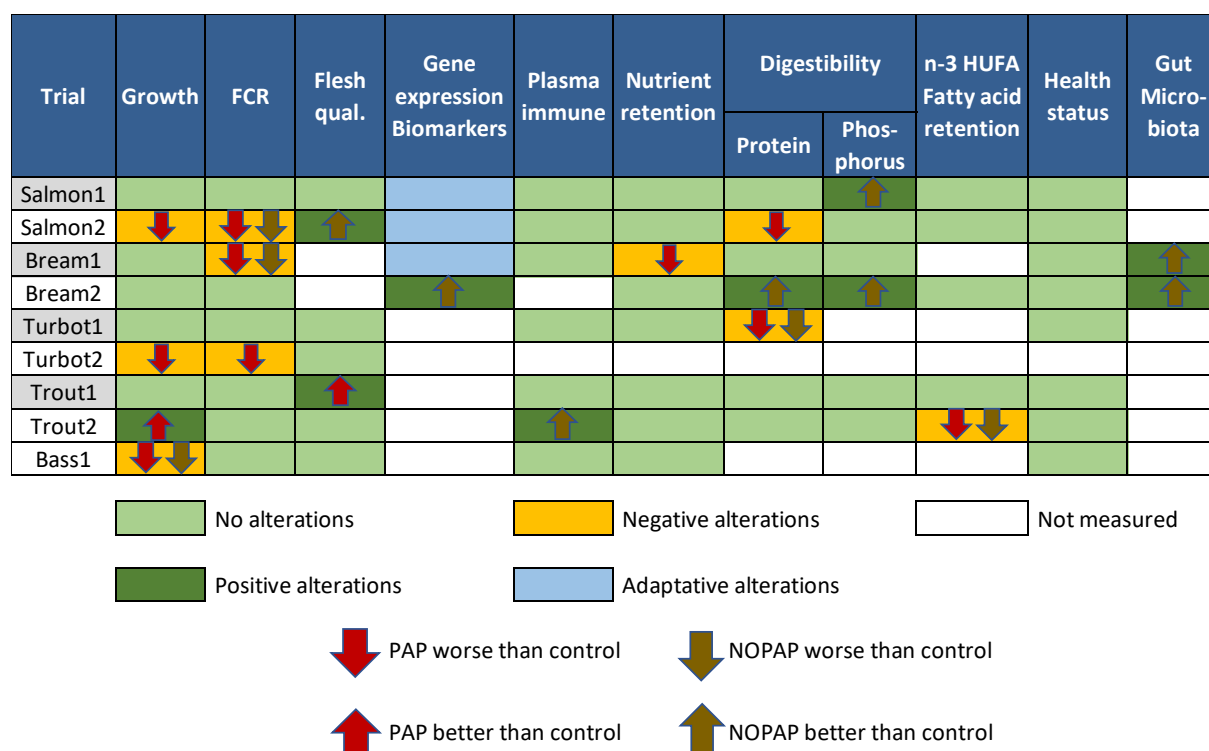 Trial
Growth
FCR
Flesh
qual.
Gene
expression
Biomarkers
Plasma
immune
Nutrient
retention
Digestibility
Protein
Phos-
phorus
n-3 HUFA
Fatty acid
retention
Health
status
Gut
Micro-
biota
Salmon1
Salmon2
Bream1
Bream2
Turbot1
Turbot2
Trout1
Trout2
Bass1
No alterations
Negative alterations
Not measured
Positive alterations
Adaptative alterations
PAP worse than control
NOPAP worse than control
PAP better than control
NOPAP better than control